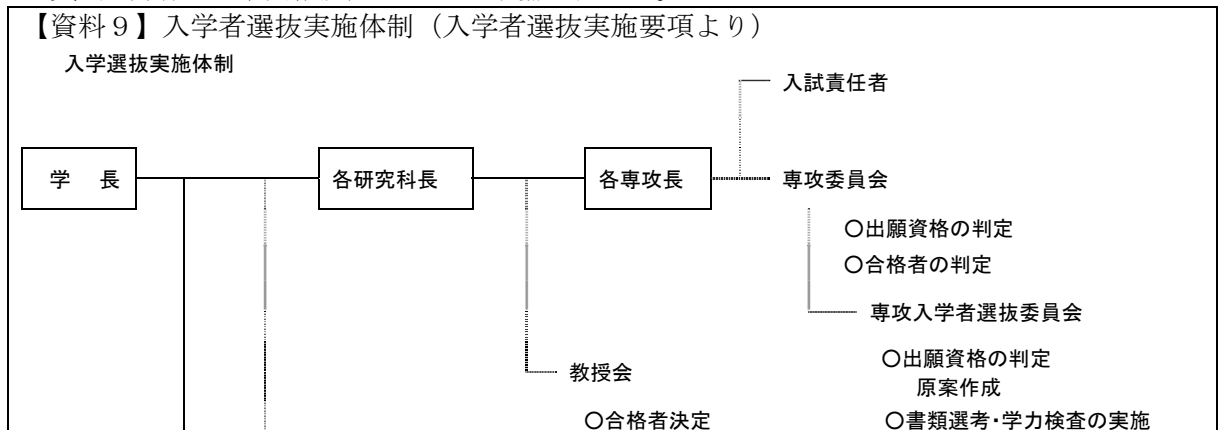 【資料９】入学者選抜実施体制（入学者選抜実施要項より）
入学選抜実施体制
入試責任者
学　長
各研究科長
各専攻長
専攻委員会
〇出願資格の判定
〇合格者の判定
専攻入学者選抜委員会
教授会
〇出願資格の判定
原案作成
〇合格者決定
〇書類選考・学力検査の実施